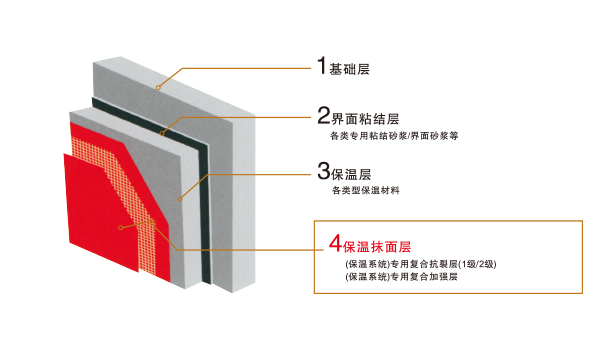 1基础层
2界面粘结层
各类专用粘结砂浆/界面砂浆等
3保温层
各类型保温材料
4保温抹面层
(保温系统)专用复合抗裂层(1级/2级)
(保温系统)专用复合加强层